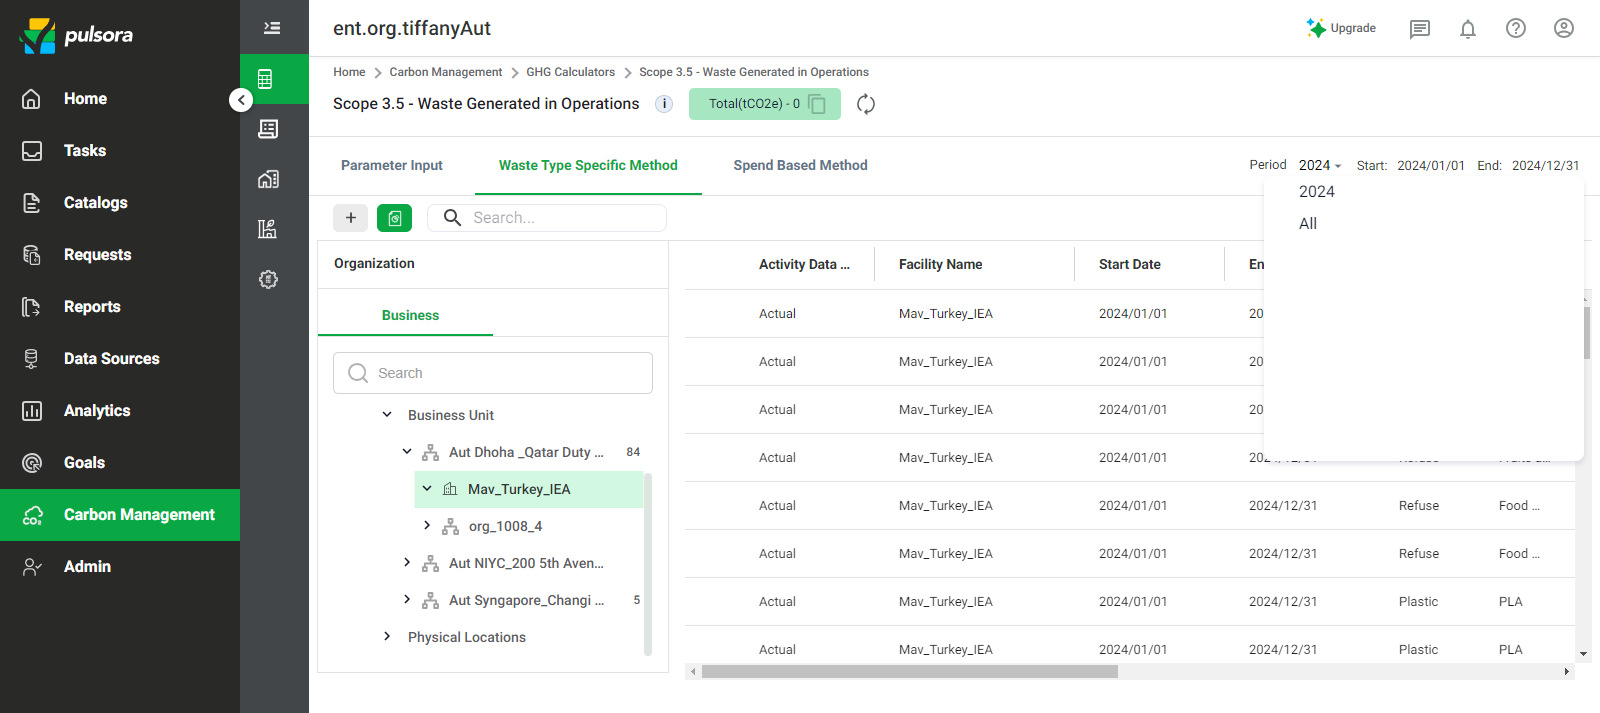 pulsora
ent.org.tiffanyAut
Upgrade
Home
Tasks
Catalogs
Requests
Reports
Data Sources
Analytics
Goals
Carbon Management
Admin
Home > Carbon Management > GHG Calculators > Scope 3.5 - Waste Generated in Operations
Scope 3.5 - Waste Generated in Operations i Total(tCO2e) - 0
Parameter Input Waste Type Specific Method Spend Based Method
Period 2024 Start: 2024/01/01 End: 2024/12/31
2024
All
+ Search...
Organization
Business
Search
Business Unit
Aut Dhoha _Qatar Duty ... 84
Mav_Turkey_IEA
org_1008_4
Aut NIYC_200 5th Aven...
Aut Syngapore_Changi ... 5
Physical Locations
Activity Data ... Facility Name Start Date En
Actual Mav_Turkey_IEA 2024/01/01 20
Actual Mav_Turkey_IEA 2024/01/01 20
Actual Mav_Turkey_IEA 2024/01/01 20
Actual Mav_Turkey_IEA 2024/01/01
Actual Mav_Turkey_IEA 2024/01/01 2024/12/31 Refuse Food ...
Actual Mav_Turkey_IEA 2024/01/01 2024/12/31 Refuse Food ...
Actual Mav_Turkey_IEA 2024/01/01 2024/12/31 Plastic PLA
Actual Mav_Turkey_IEA 2024/01/01 2024/12/31 Plastic PLA